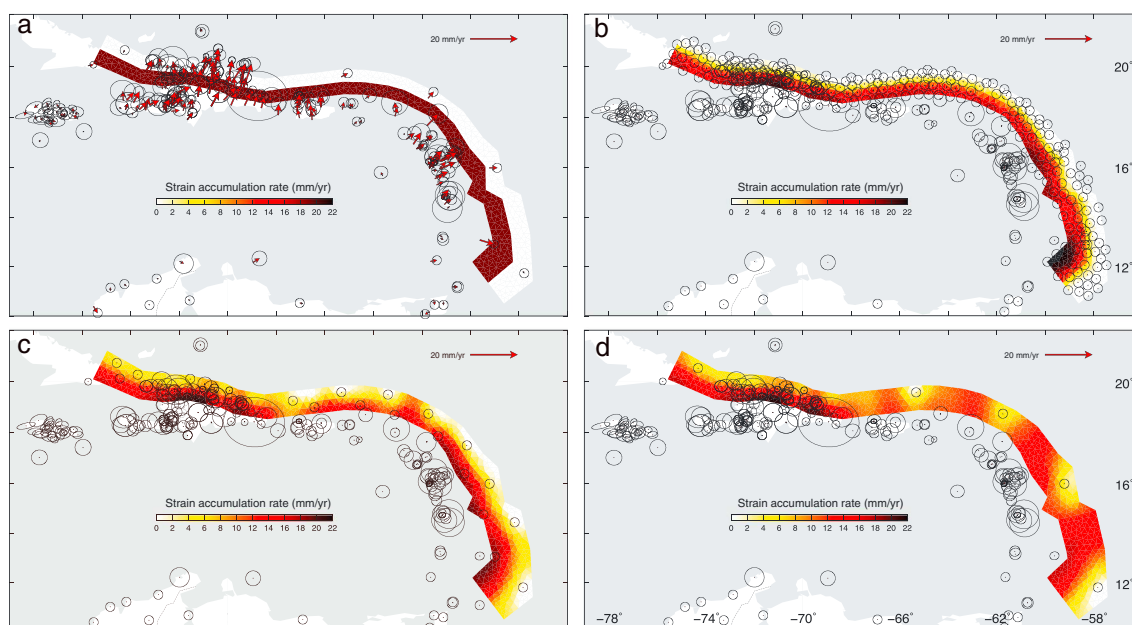 a
20 mm/yr
Strain accumulation rate (mm/yr)
0 2 4 6 8 10 12 14 16 18 20 22
b
20°
16°
12°
Strain accumulation rate (mm/yr)
0 2 4 6 8 10 12 14 16 18 20 22
c
20 mm/yr
Strain accumulation rate (mm/yr)
0 2 4 6 8 10 12 14 16 18 20 22
d
20 mm/yr
20°
16°
12°
Strain accumulation rate (mm/yr)
0 2 4 6 8 10 12 14 16 18 20 22
−78° −74° −70° −66° −62° −58°